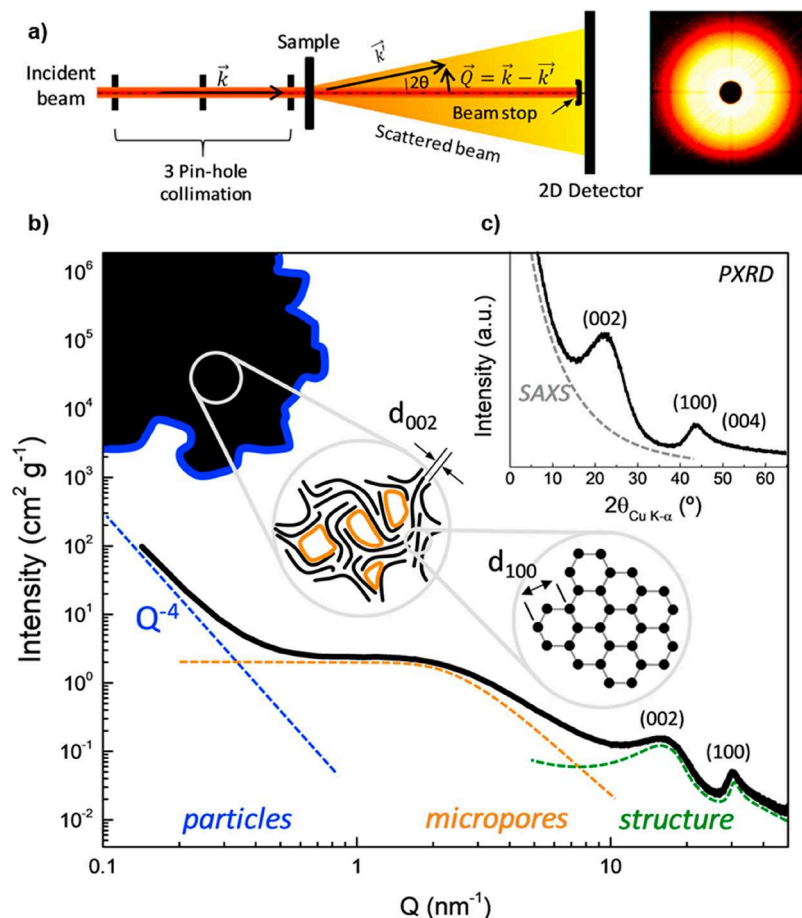 a)
Sample
Incident
beam
k⃗
k⃗'
2θ
Q⃗ = k⃗ − k⃗'
Beam stop
Scattered beam
3 Pin-hole
collimation
2D Detector
b)
Intensity (cm² g⁻¹)
10⁶
10⁵
10⁴
10³
10²
10¹
10⁰
10⁻¹
10⁻²
d₀₀₂
d₁₀₀
Q⁻⁴
(002)
(100)
particles
micropores
structure
0.1
1
10
Q (nm⁻¹)
c)
PXRD
Intensity (a.u.)
(002)
SAXS
(100)
(004)
0
10
20
30
40
50
60
2θCu K-α (º)